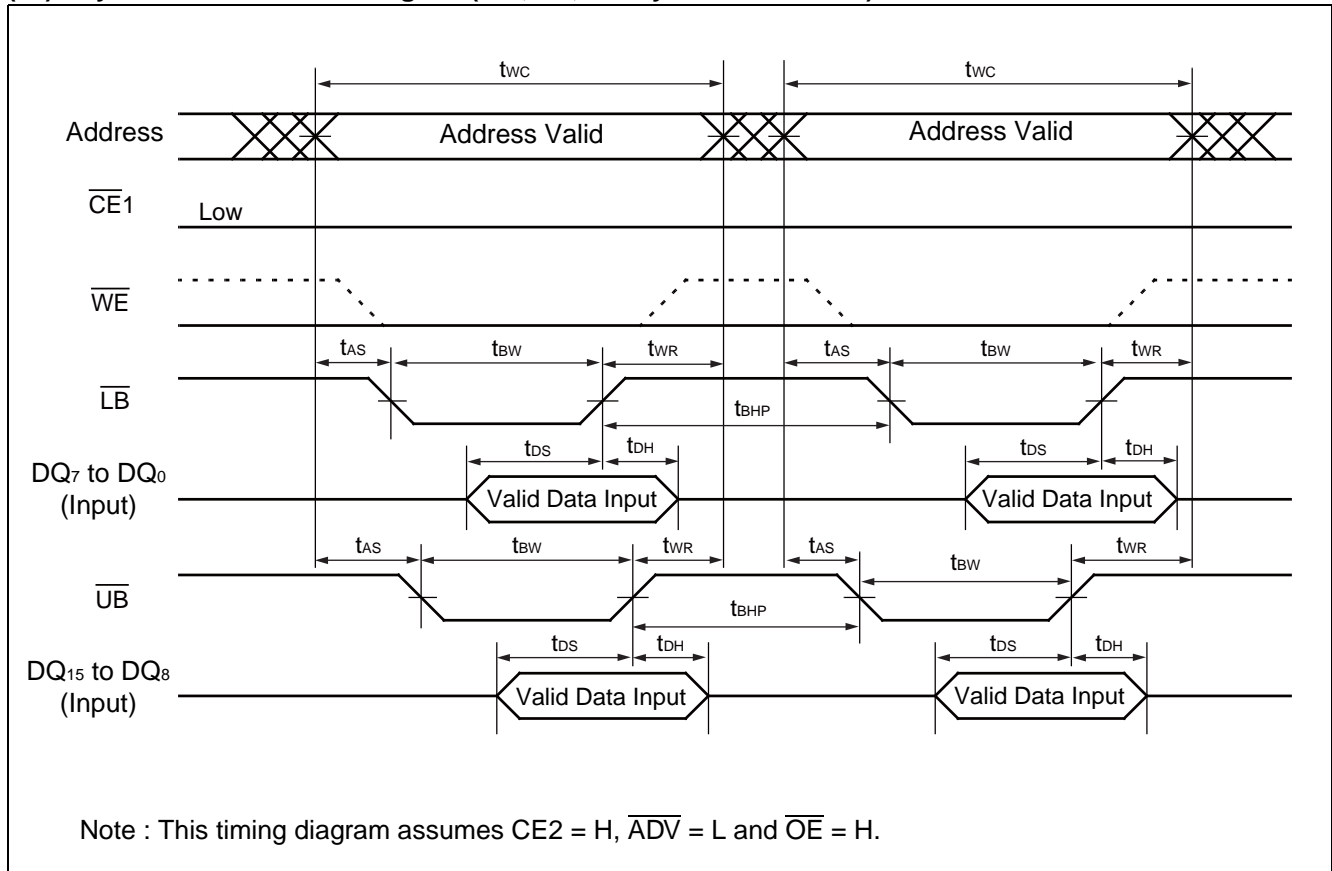 tWC tWC
Address Address Valid Address Valid
CE1 Low
WE
tAS tBW tWR tAS tBW tWR
LB
tBHP
tDS tDH tDS tDH
DQ7 to DQ0
(Input)
Valid Data Input Valid Data Input
tAS tBW tWR tAS tBW tWR
UB
tBHP
tDS tDH tDS tDH
DQ15 to DQ8
(Input)
Valid Data Input Valid Data Input
Note : This timing diagram assumes CE2 = H, ADV = L and OE = H.